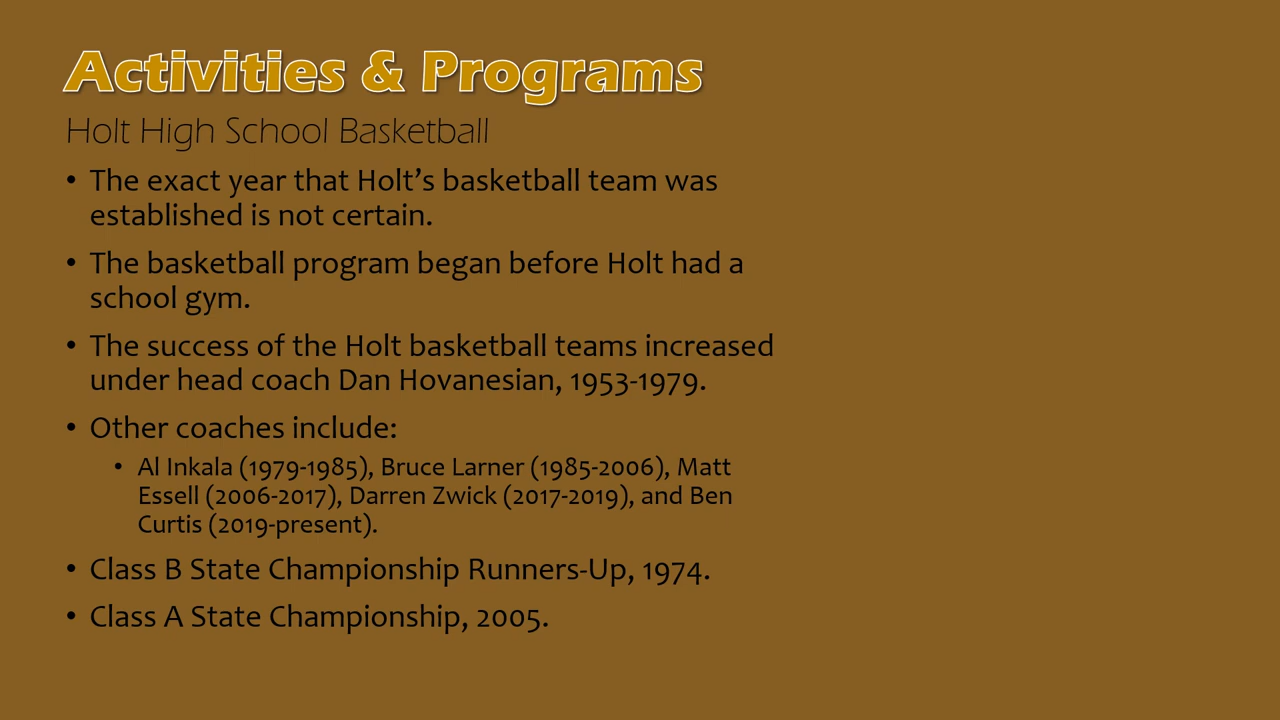 Activities & Programs
Holt High School Basketball
• The exact year that Holt’s basketball team was
established is not certain.
• The basketball program began before Holt had a
school gym.
• The success of the Holt basketball teams increased
under head coach Dan Hovanesian, 1953-1979.
• Other coaches include:
• Al Inkala (1979-1985), Bruce Larner (1985-2006), Matt
Essell (2006-2017), Darren Zwick (2017-2019), and Ben
Curtis (2019-present).
• Class B State Championship Runners-Up, 1974.
• Class A State Championship, 2005.